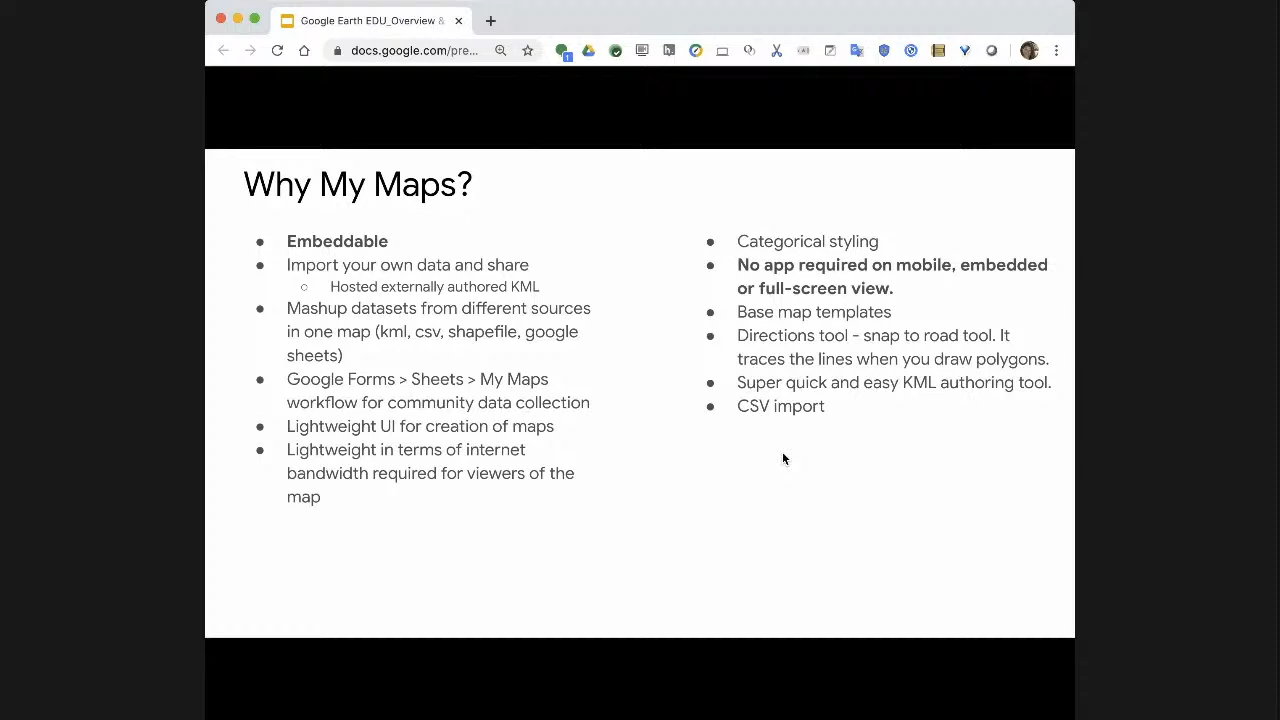 Google Earth EDU_Overview &
docs.google.com/pre...
1
Why My Maps?
● Embeddable
● Import your own data and share
○ Hosted externally authored KML
● Mashup datasets from different sources
in one map (kml, csv, shapefile, google
sheets)
● Google Forms > Sheets > My Maps
workflow for community data collection
● Lightweight UI for creation of maps
● Lightweight in terms of internet
bandwidth required for viewers of the
map
● Categorical styling
● No app required on mobile, embedded
or full-screen view.
● Base map templates
● Directions tool - snap to road tool. It
traces the lines when you draw polygons.
● Super quick and easy KML authoring tool.
● CSV import